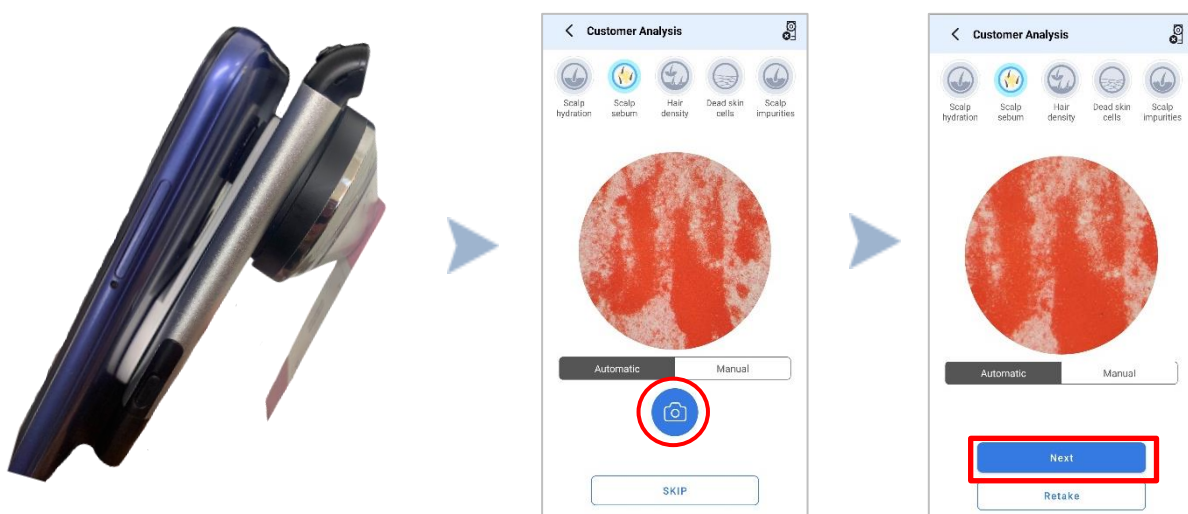 Customer Analysis
Scalp hydration
Scalp sebum
Hair density
Dead skin cells
Scalp impurities
Automatic
Manual
SKIP
Customer Analysis
Scalp hydration
Scalp sebum
Hair density
Dead skin cells
Scalp impurities
Automatic
Manual
Next
Retake